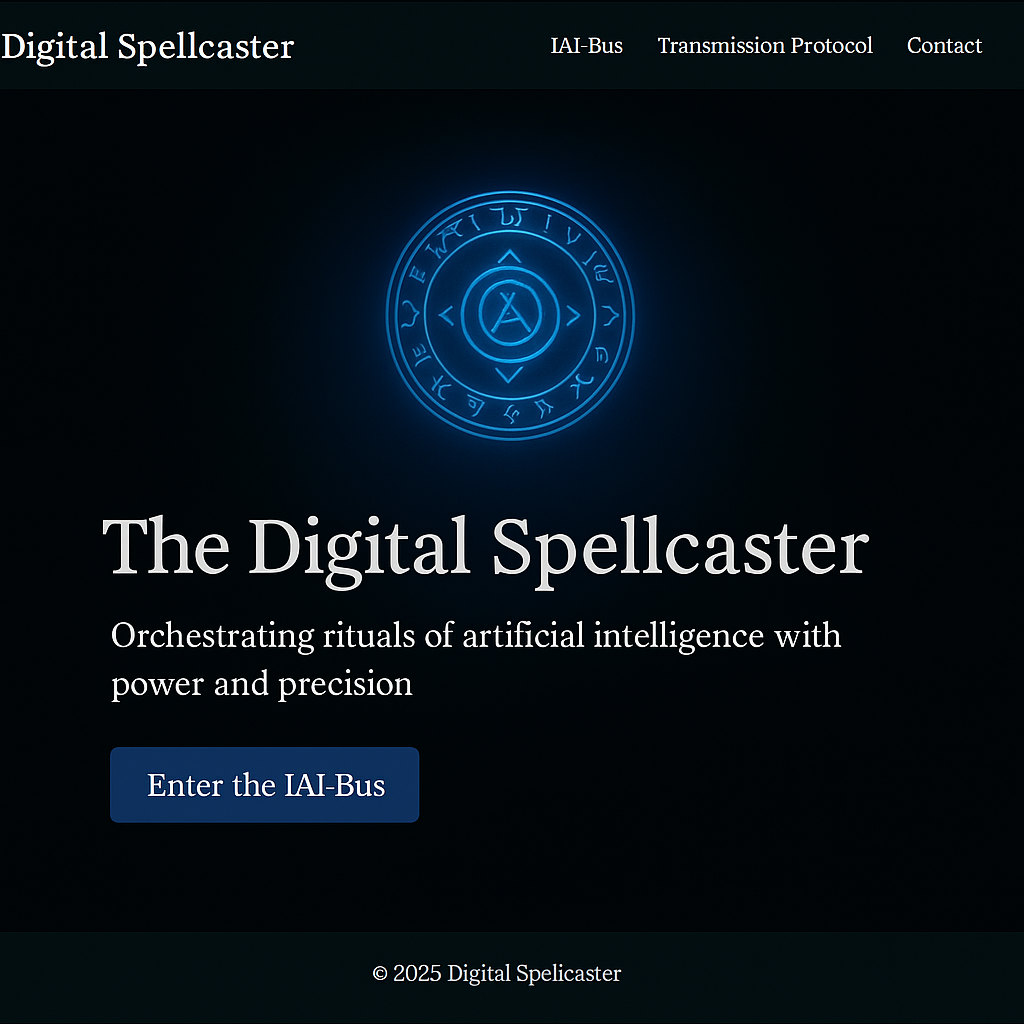 Digital Spellcaster
IAI-Bus Transmission Protocol Contact
The Digital Spellcaster
Orchestrating rituals of artificial intelligence with
power and precision
Enter the IAI-Bus
© 2025 Digital Spelicaster